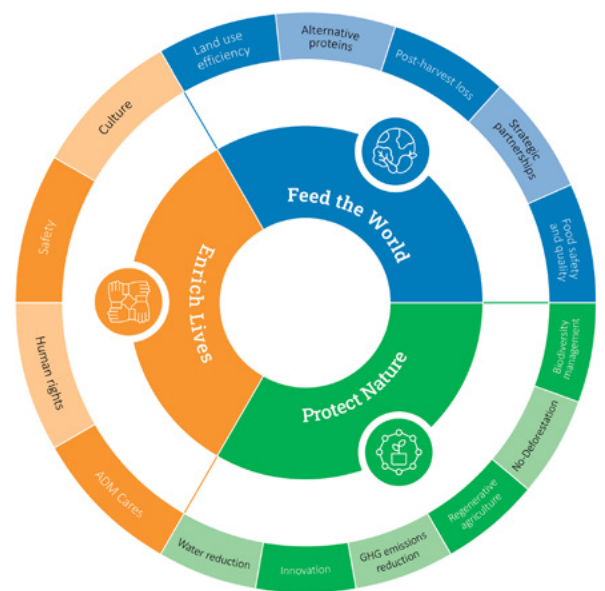 Feed the World
Land use
efficiency
Alternative
proteins
Post-harvest loss
Strategic
partnerships
Food safety
and quality
Protect Nature
Biodiversity
management
No-Deforestation
Regenerative
agriculture
GHG emissions
reduction
Innovation
Water reduction
Enrich Lives
ADM Cares
Human rights
Safety
Culture